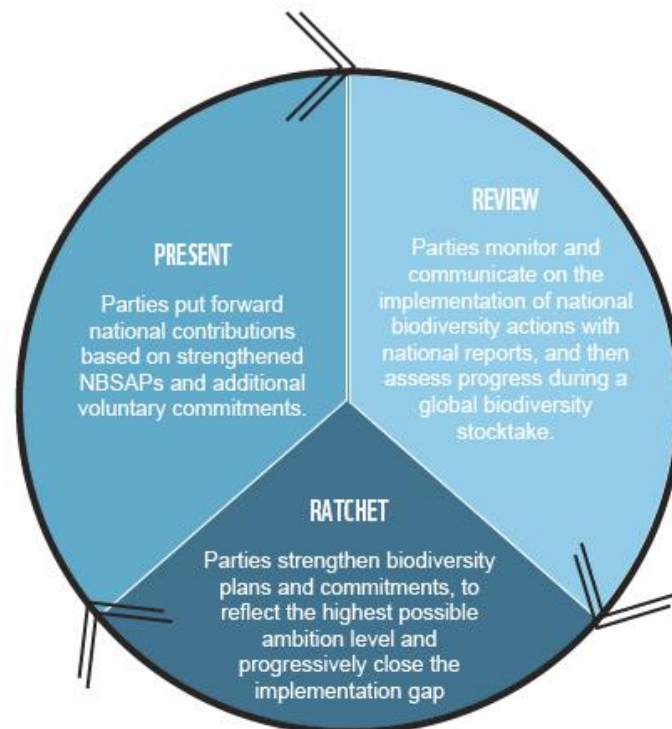 PRESENT
Parties put forward
national contributions
based on strengthened
NBSAPs and additional
voluntary commitments.
REVIEW
Parties monitor and
communicate on the
implementation of national
biodiversity actions with
national reports, and then
assess progress during a
global biodiversity
stocktake.
RATCHET
Parties strengthen biodiversity
plans and commitments, to
reflect the highest possible
ambition level and
progressively close the
implementation gap